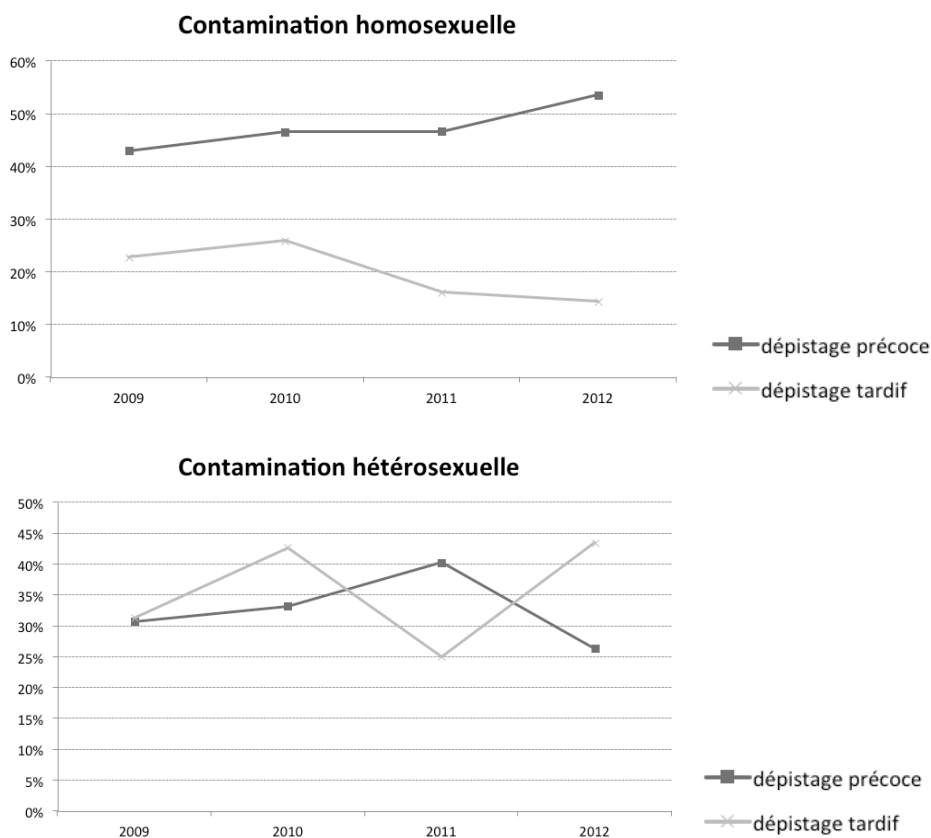 Contamination homosexuelle
60%
50%
40%
30%
20%
10%
0%
2009 2010 2011 2012
dépistage précoce
dépistage tardif
Contamination hétérosexuelle
50%
45%
40%
35%
30%
25%
20%
15%
10%
5%
0%
2009 2010 2011 2012
dépistage précoce
dépistage tardif